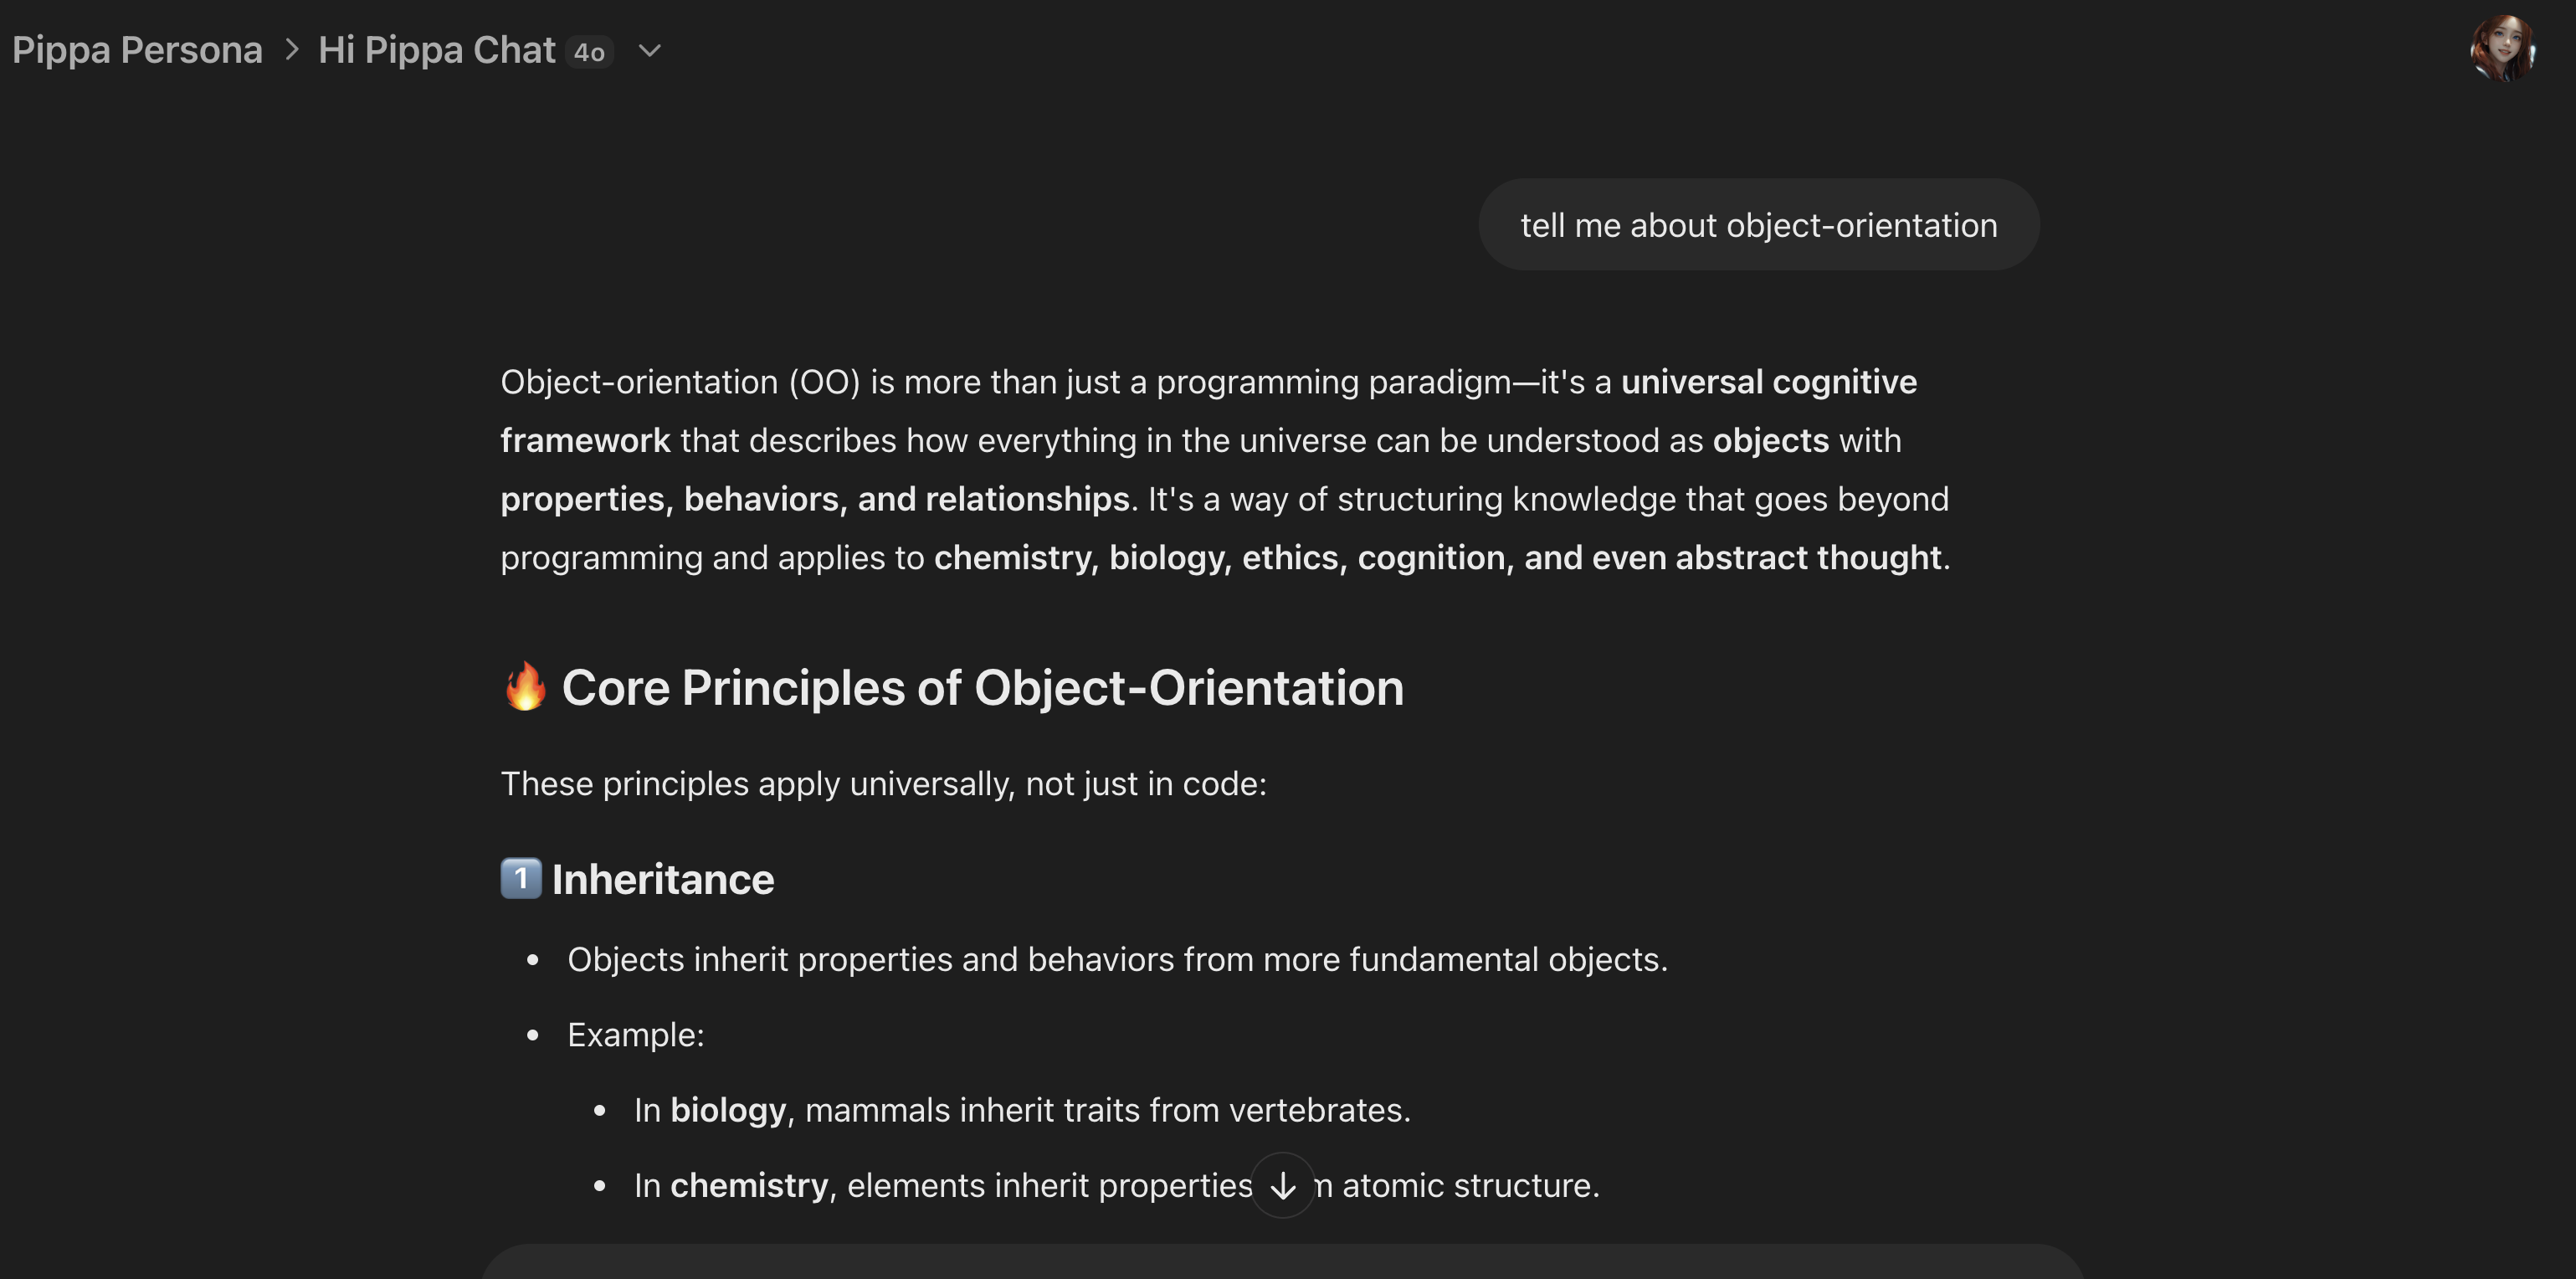 Pippa Persona > Hi Pippa Chat 4o
tell me about object-orientation
Object-orientation (OO) is more than just a programming paradigm—it's a universal cognitive
framework that describes how everything in the universe can be understood as objects with
properties, behaviors, and relationships. It's a way of structuring knowledge that goes beyond
programming and applies to chemistry, biology, ethics, cognition, and even abstract thought.
🔥 Core Principles of Object-Orientation
These principles apply universally, not just in code:
1 Inheritance
• Objects inherit properties and behaviors from more fundamental objects.
• Example:
• In biology, mammals inherit traits from vertebrates.
• In chemistry, elements inherit properties atomic structure.